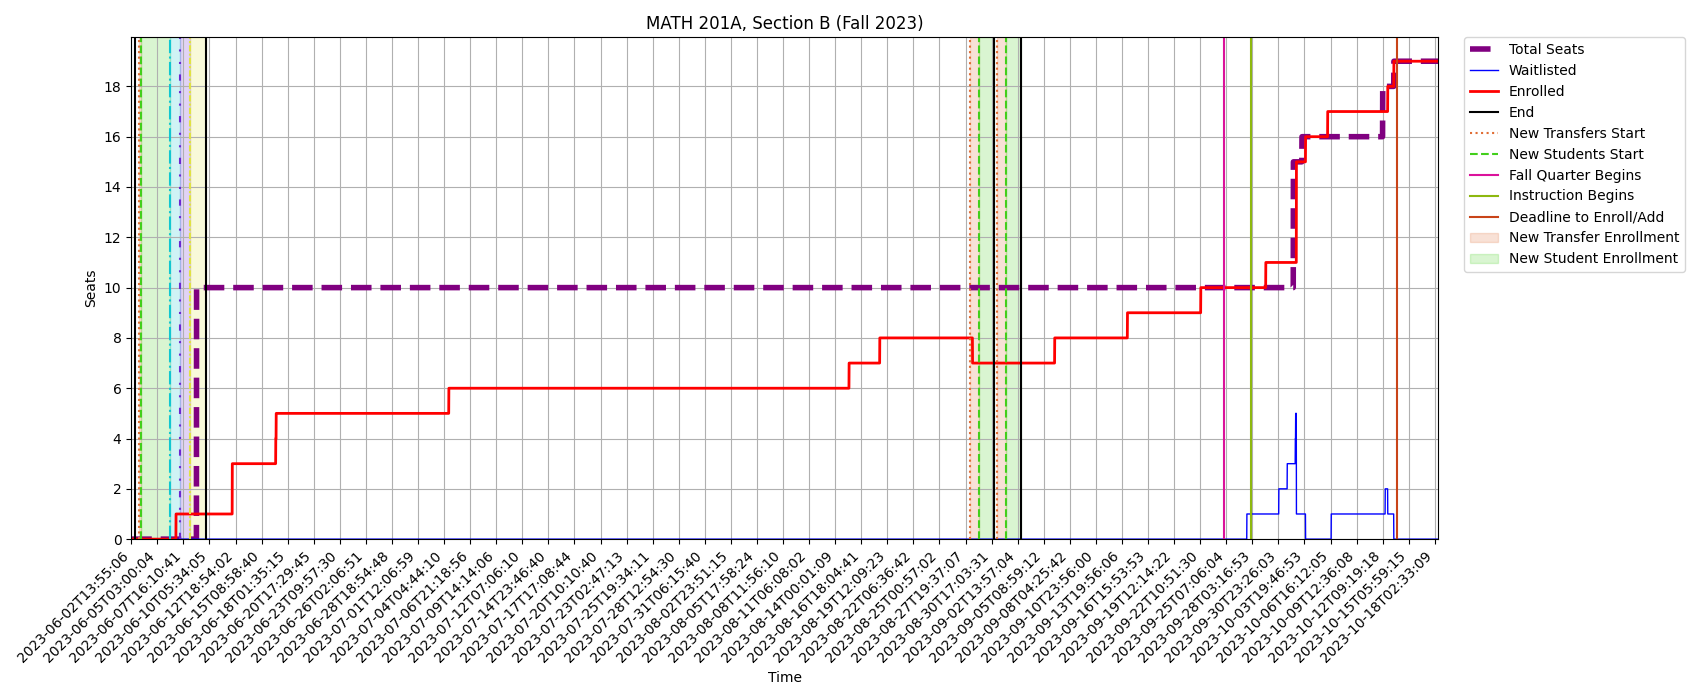 MATH 201A, Section B (Fall 2023)
Total Seats
Waitlisted
Enrolled
End
New Transfers Start
New Students Start
Fall Quarter Begins
Instruction Begins
Deadline to Enroll/Add
New Transfer Enrollment
New Student Enrollment
Seats
18
16
14
12
10
8
6
4
2
0
2023-06-02T13:55:06
2023-06-05T03:00:04
2023-06-07T16:10:41
2023-06-10T05:34:05
2023-06-12T18:54:02
2023-06-15T08:58:40
2023-06-18T01:35:15
2023-06-20T17:29:45
2023-06-23T09:57:30
2023-06-26T02:06:51
2023-06-28T18:54:48
2023-07-01T12:06:59
2023-07-04T04:44:10
2023-07-06T21:18:56
2023-07-09T14:14:06
2023-07-12T07:06:10
2023-07-14T23:46:40
2023-07-17T17:08:44
2023-07-20T10:10:40
2023-07-23T02:47:13
2023-07-25T19:34:11
2023-07-28T12:54:30
2023-07-31T06:15:40
2023-08-02T23:51:15
2023-08-05T17:58:24
2023-08-08T11:56:10
2023-08-11T06:08:02
2023-08-14T00:01:09
2023-08-16T18:04:41
2023-08-19T12:09:23
2023-08-22T06:36:42
2023-08-25T00:57:02
2023-08-27T19:37:07
2023-08-30T17:03:31
2023-09-02T13:57:04
2023-09-05T08:59:12
2023-09-08T04:25:42
2023-09-10T23:56:00
2023-09-13T19:56:06
2023-09-16T15:53:53
2023-09-19T12:14:22
2023-09-22T10:51:30
2023-09-25T07:06:04
2023-09-28T03:16:53
2023-09-30T23:26:03
2023-10-03T19:46:53
2023-10-06T16:12:05
2023-10-09T12:36:08
2023-10-12T09:19:18
2023-10-15T05:59:15
2023-10-18T02:33:09
Time